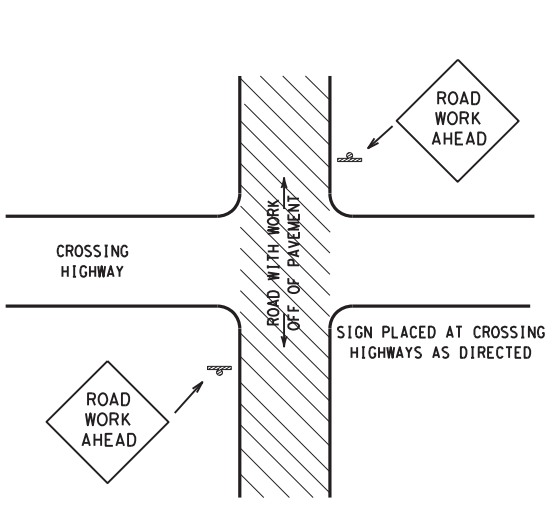 ROAD
WORK
AHEAD
CROSSING
HIGHWAY
ROAD WITH WORK
OFF OF PAVEMENT
SIGN PLACED AT CROSSING
HIGHWAYS AS DIRECTED
ROAD
WORK
AHEAD